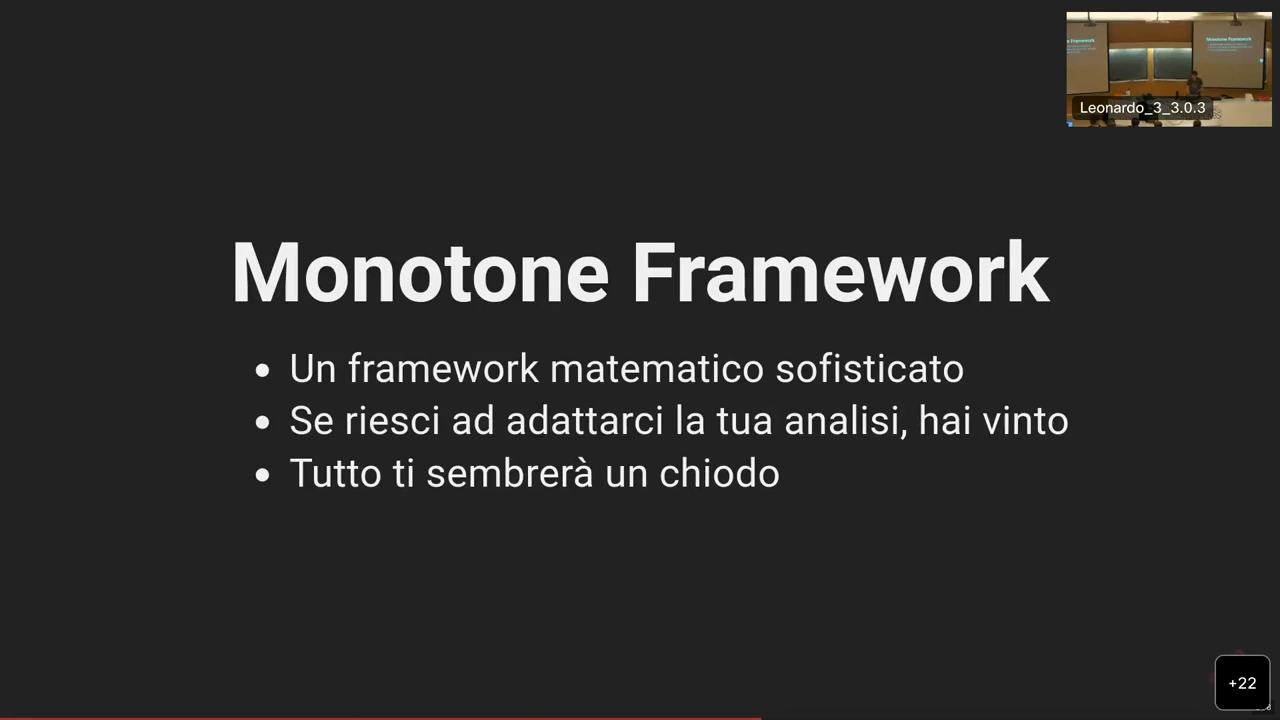 Leonardo_3_3.0.3
Monotone Framework
Un framework matematico sofisticato
Se riesci ad adattarci la tua analisi, hai vinto
Tutto ti sembrerà un chiodo
+22